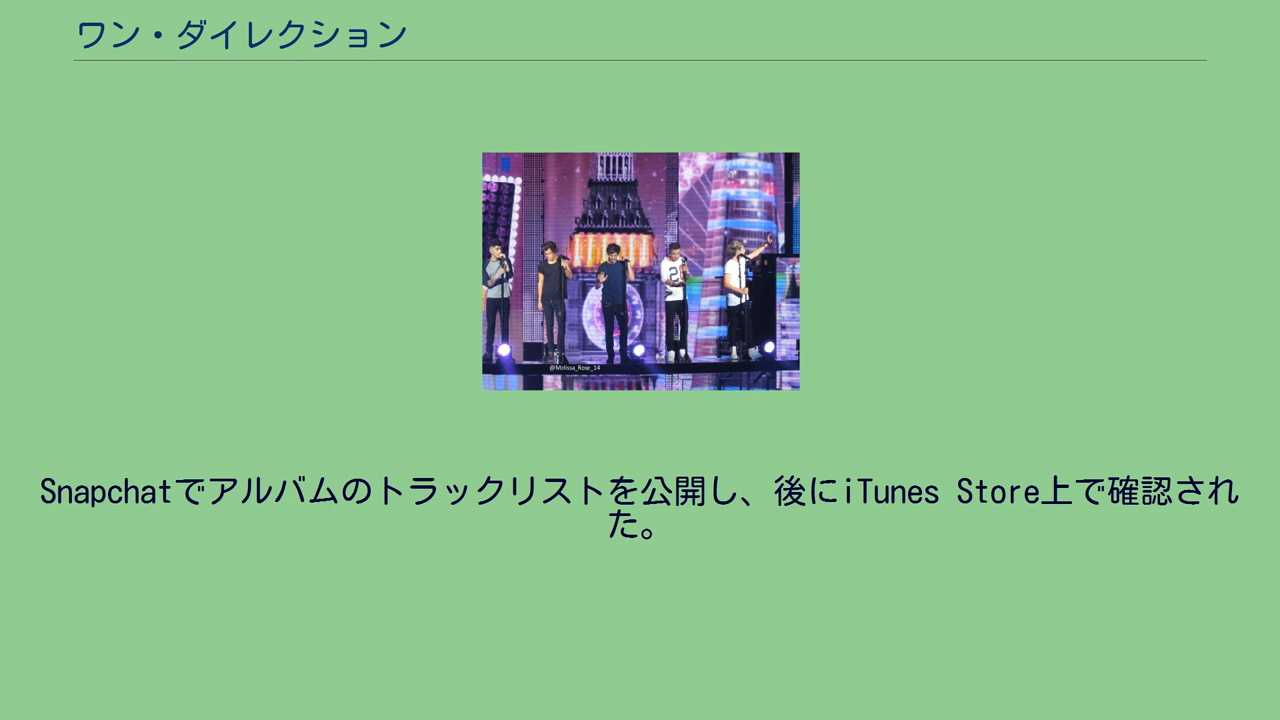 ワン・ダイレクション
@Melissa_Rose_14
Snapchatでアルバムのトラックリストを公開し、後にiTunes Store上で確認され
た。